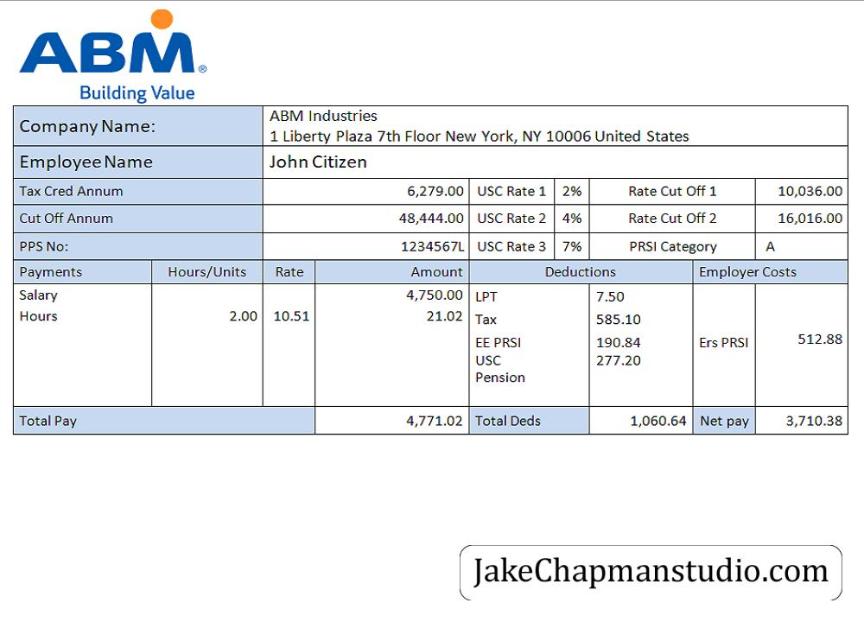 ABM®
Building Value
Company Name: ABM Industries
1 Liberty Plaza 7th Floor New York, NY 10006 United States
Employee Name John Citizen
Tax Cred Annum 6,279.00 USC Rate 1 2% Rate Cut Off 1 10,036.00
Cut Off Annum 48,444.00 USC Rate 2 4% Rate Cut Off 2 16,016.00
PPS No: 1234567L USC Rate 3 7% PRSI Category A
Payments Hours/Units Rate Amount Deductions Employer Costs
Salary 4,750.00 LPT 7.50
Hours 2.00 10.51 21.02 Tax 585.10
EE PRSI 190.84 Ers PRSI 512.88
USC 277.20
Pension
Total Pay 4,771.02 Total Deds 1,060.64 Net pay 3,710.38
JakeChapmanstudio.com